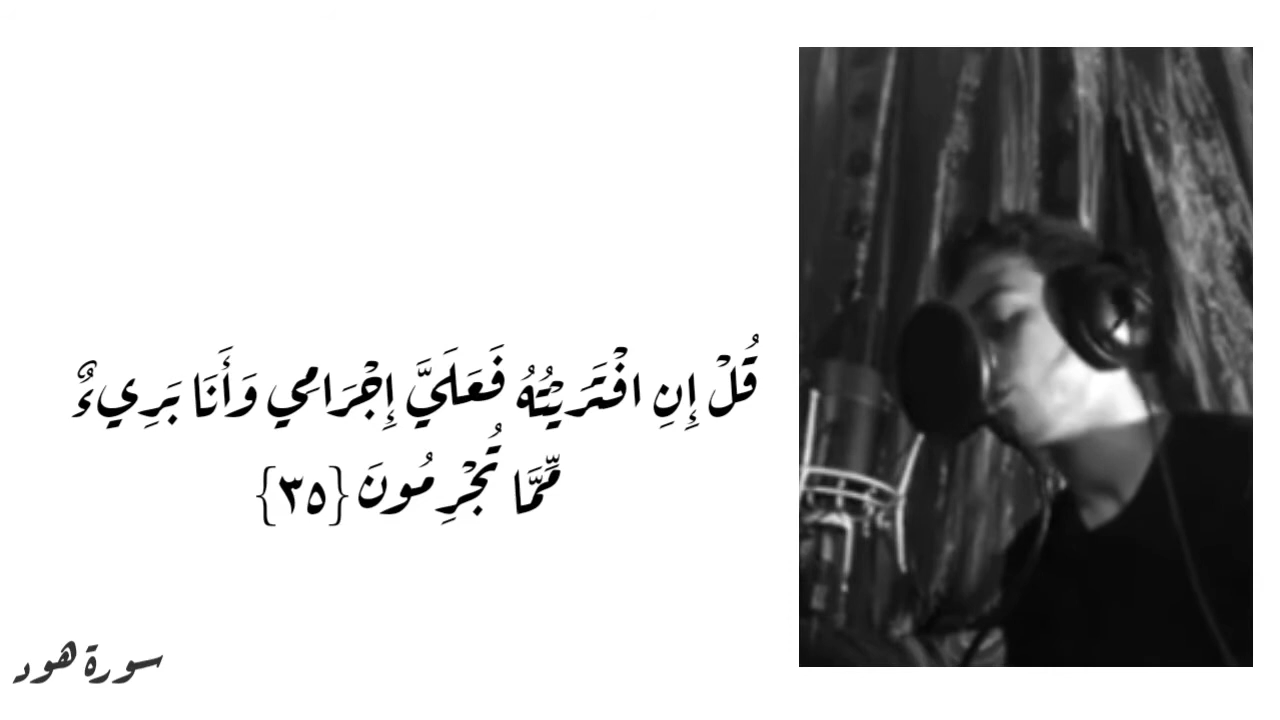 قُلْ إِنِ افْتَرَيْتُهُ فَعَلَيَّ إِجْرَامِي وَأَنَا بَرِيءٌ
مِّمَّا تُجْرِمُونَ {٣٥}
سورة هود